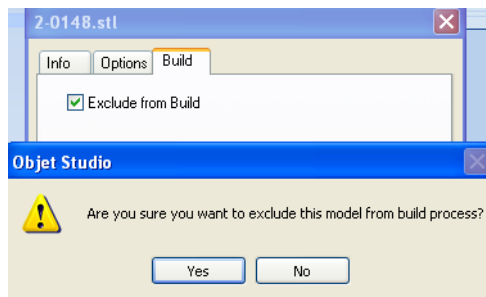 2-0148.stl
Info Options Build
Exclude from Build
Objet Studio
Are you sure you want to exclude this model from build process?
Yes No